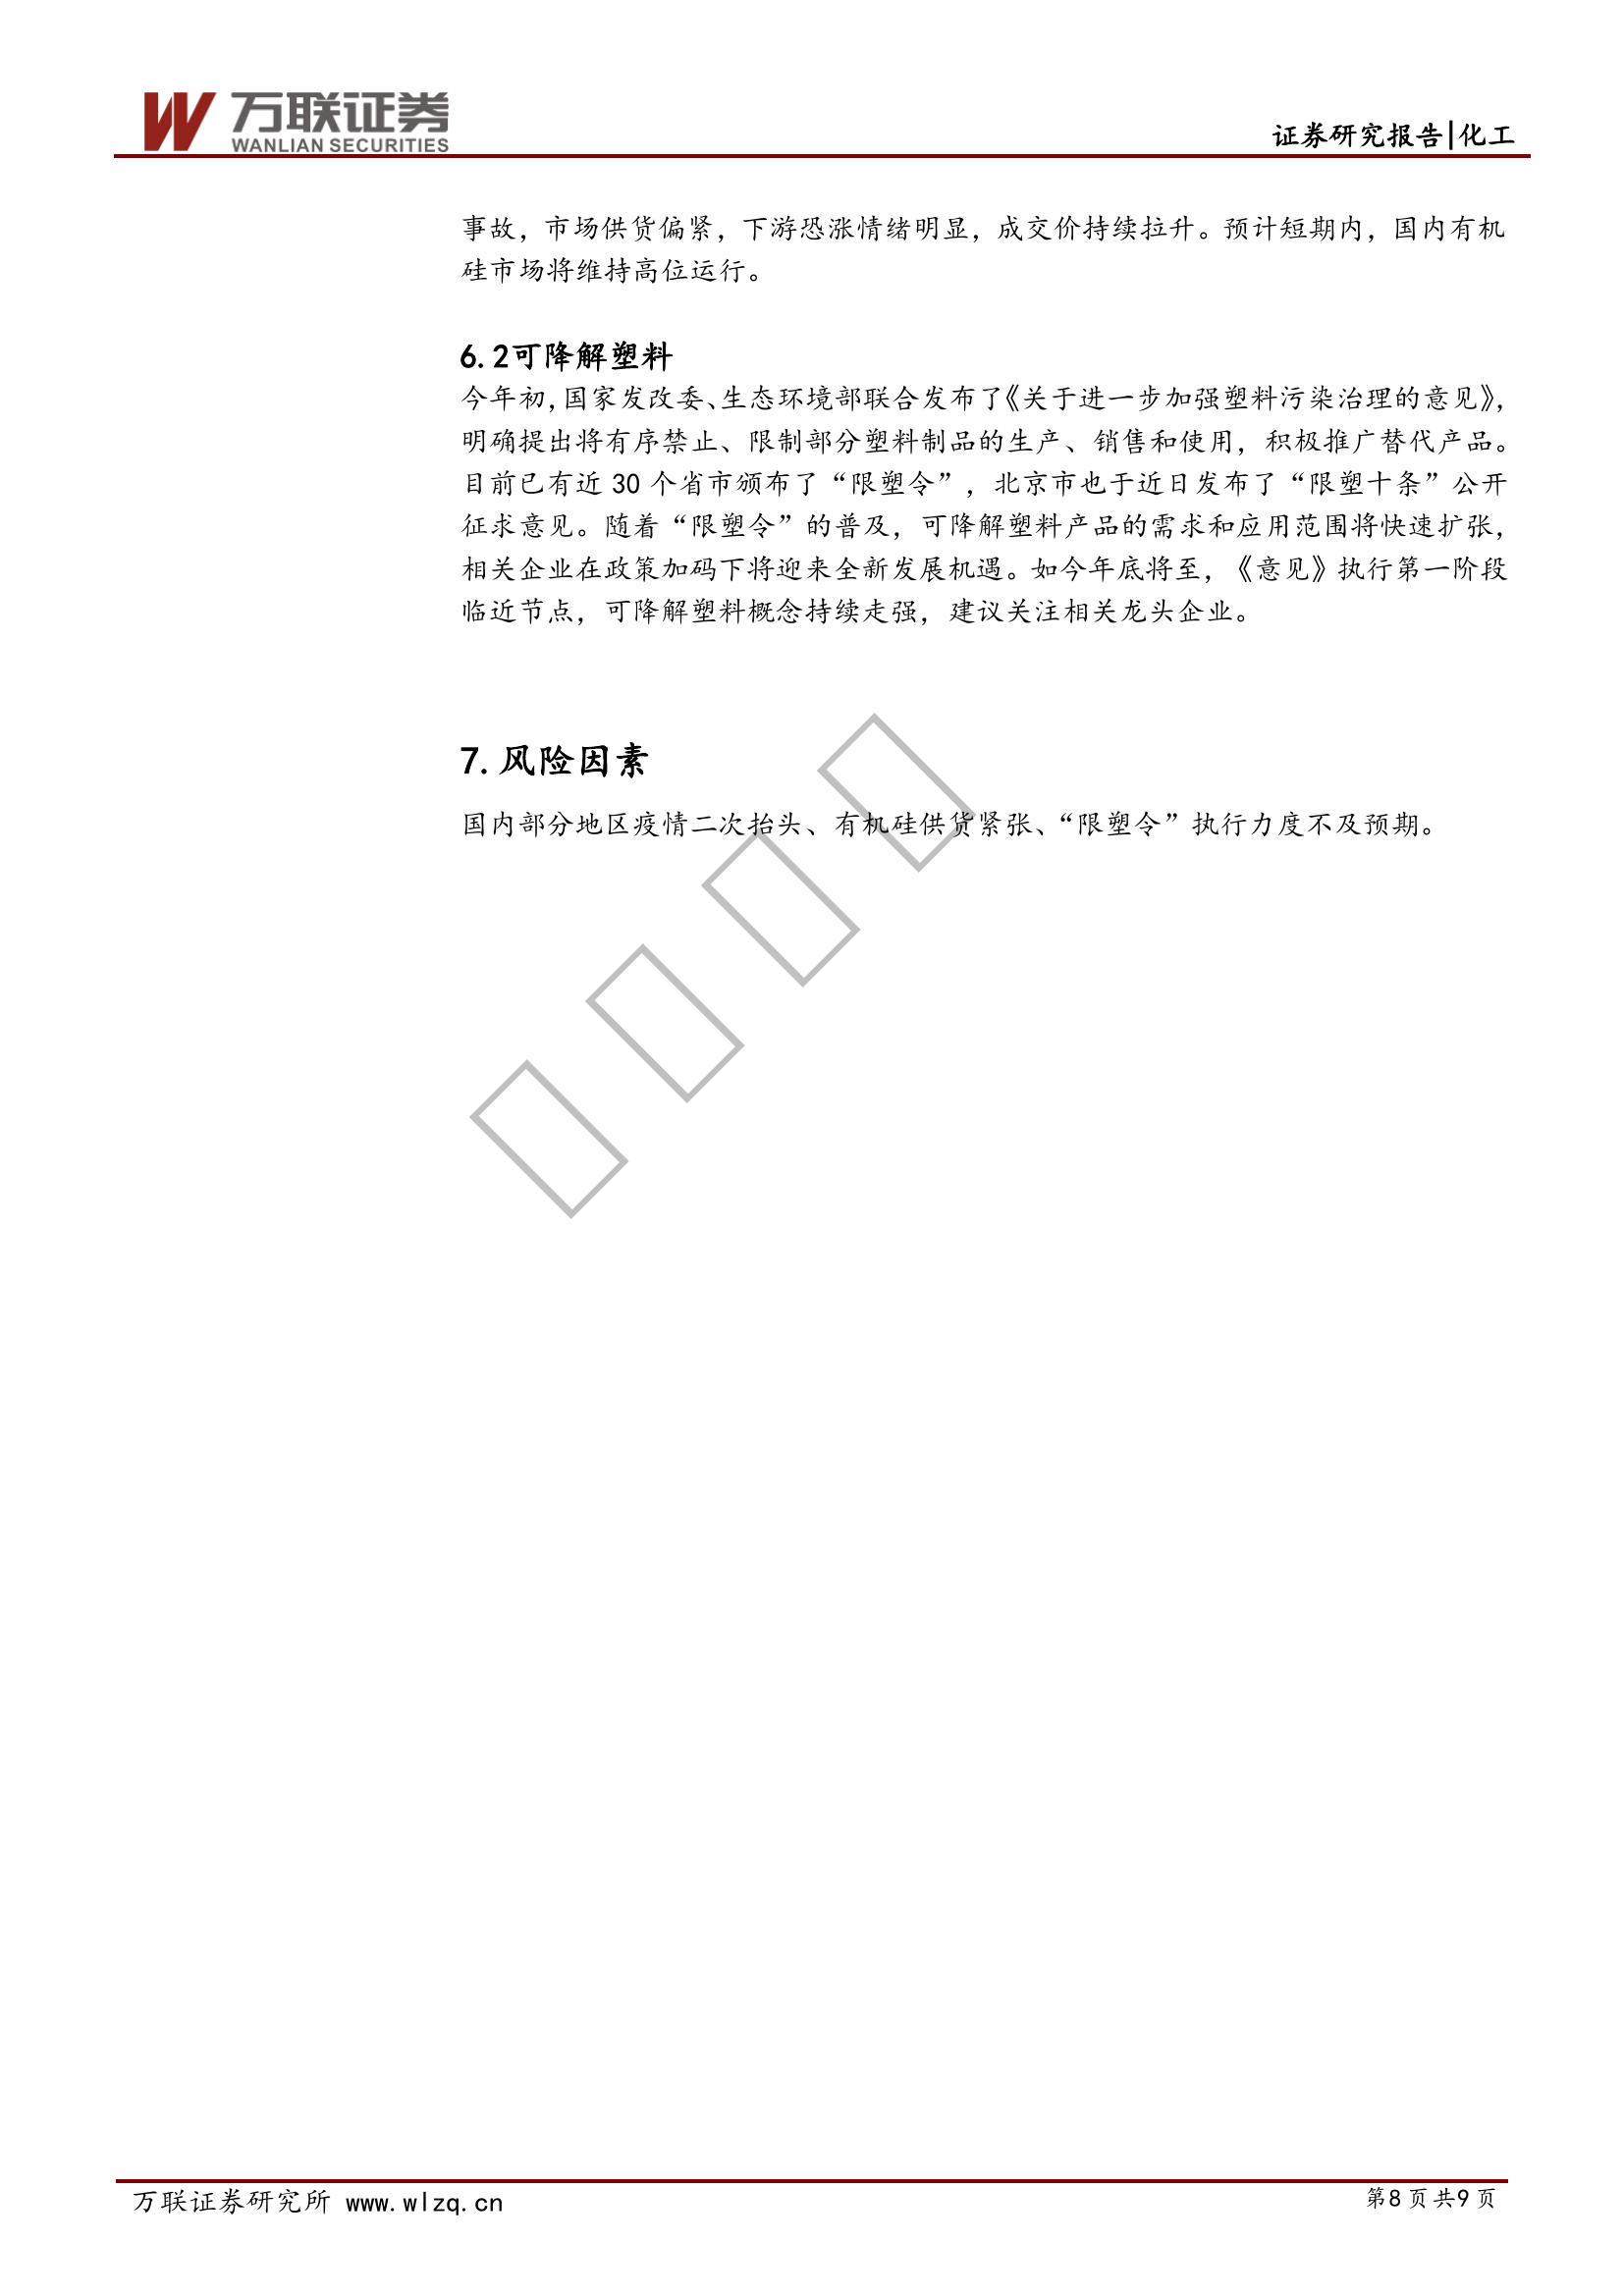 万联证券
WANLIAN SECURITIES
证券研究报告|化工
事故，市场供货偏紧，下游恐涨情绪明显，成交价持续拉升。预计短期内，国内有机
硅市场将维持高位运行。
6.2可降解塑料
今年初,国家发改委、生态环境部联合发布了《关于进一步加强塑料污染治理的意见》，
明确提出将有序禁止、限制部分塑料制品的生产、销售和使用，积极推广替代产品。
目前已有近 30 个省市颁布了“限塑令”，北京市也于近日发布了“限塑十条”公开
征求意见。随着“限塑令”的普及，可降解塑料产品的需求和应用范围将快速扩张，
相关企业在政策加码下将迎来全新发展机遇。如今年底将至，《意见》执行第一阶段
临近节点，可降解塑料概念持续走强，建议关注相关龙头企业。
7.风险因素
国内部分地区疫情二次抬头、有机硅供货紧张、“限塑令”执行力度不及预期。
万联证券研究所 www.wlzq.cn
第8页共9页